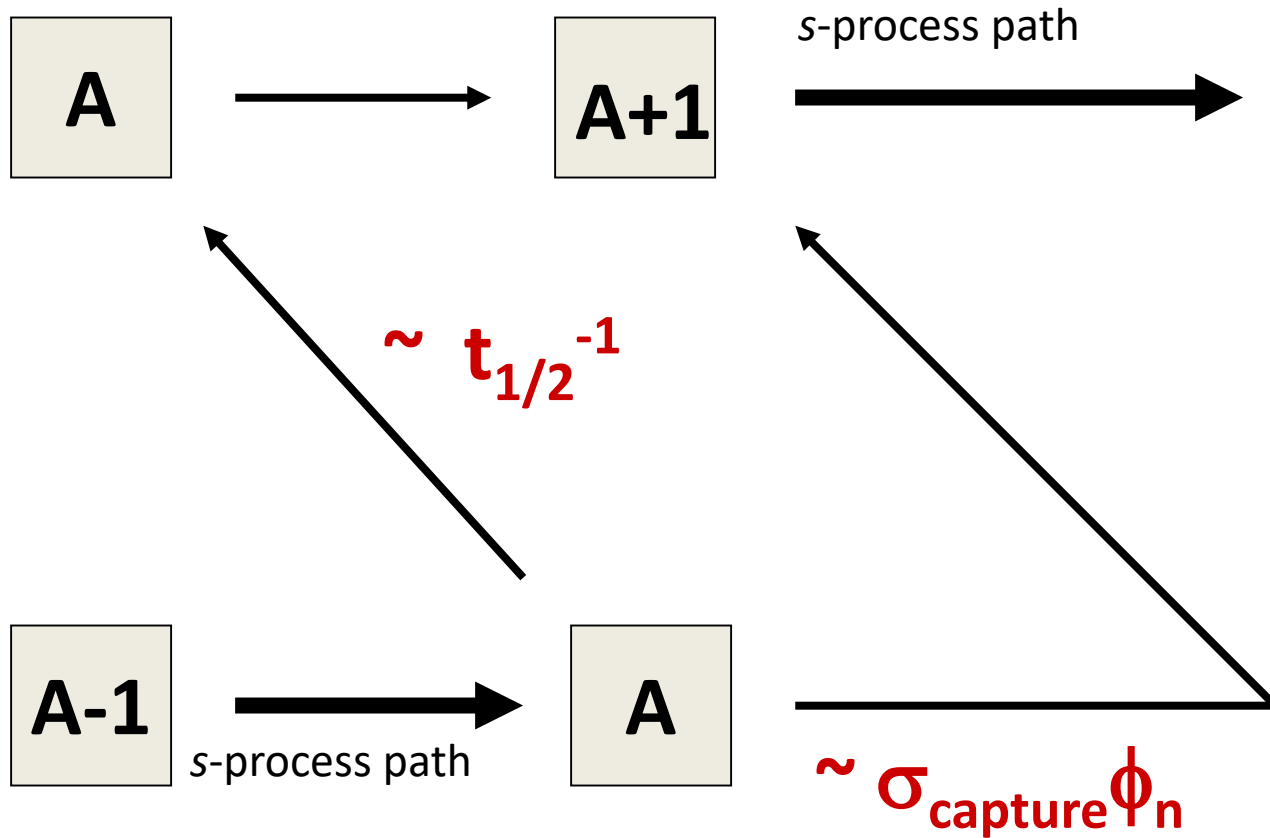 s-process path
A
A+1
~ t₁/₂⁻¹
A-1
A
s-process path
~ σcaptureϕn